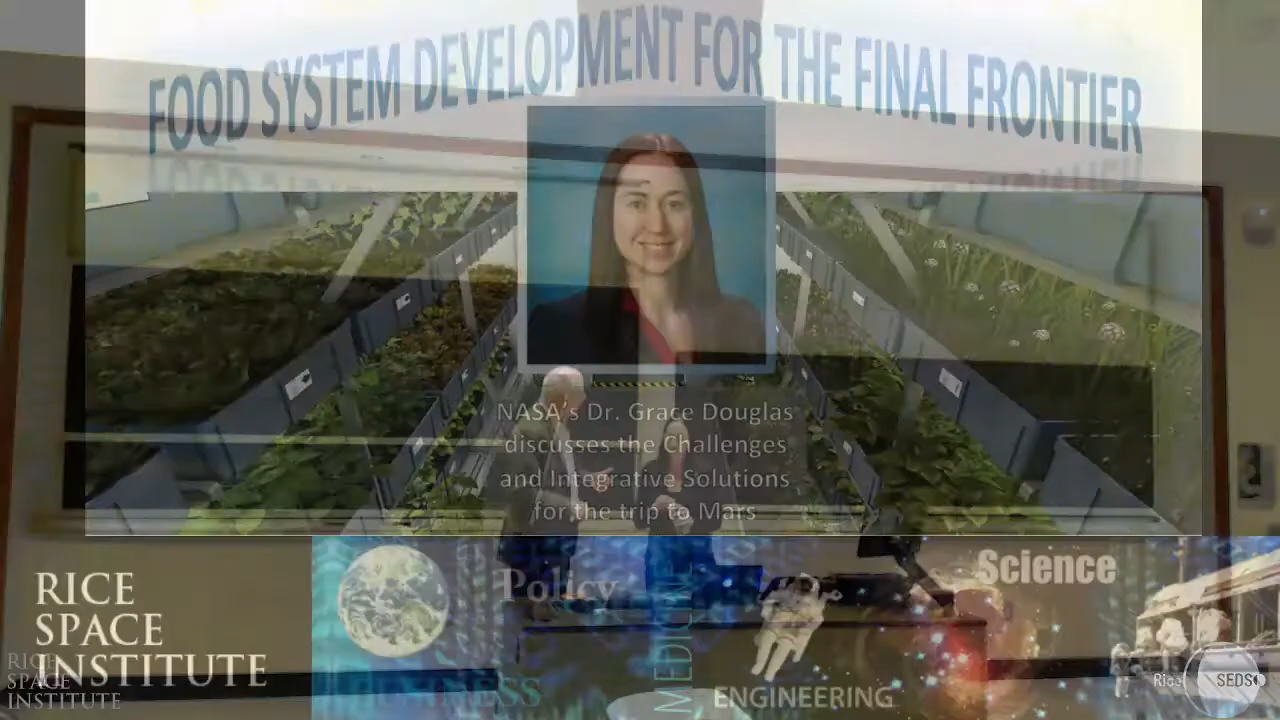 FOOD SYSTEM DEVELOPMENT FOR THE FINAL FRONTIER
NASA's Dr. Grace Douglas
discusses the Challenges
and Integrative Solutions
for the trip to Mars
RICE
SPACE
INSTITUTE
Policy
BUSINESS
MEDICINE
ENGINEERING
Science
RICE
SPACE
INSTITUTE
Rice
SEDS